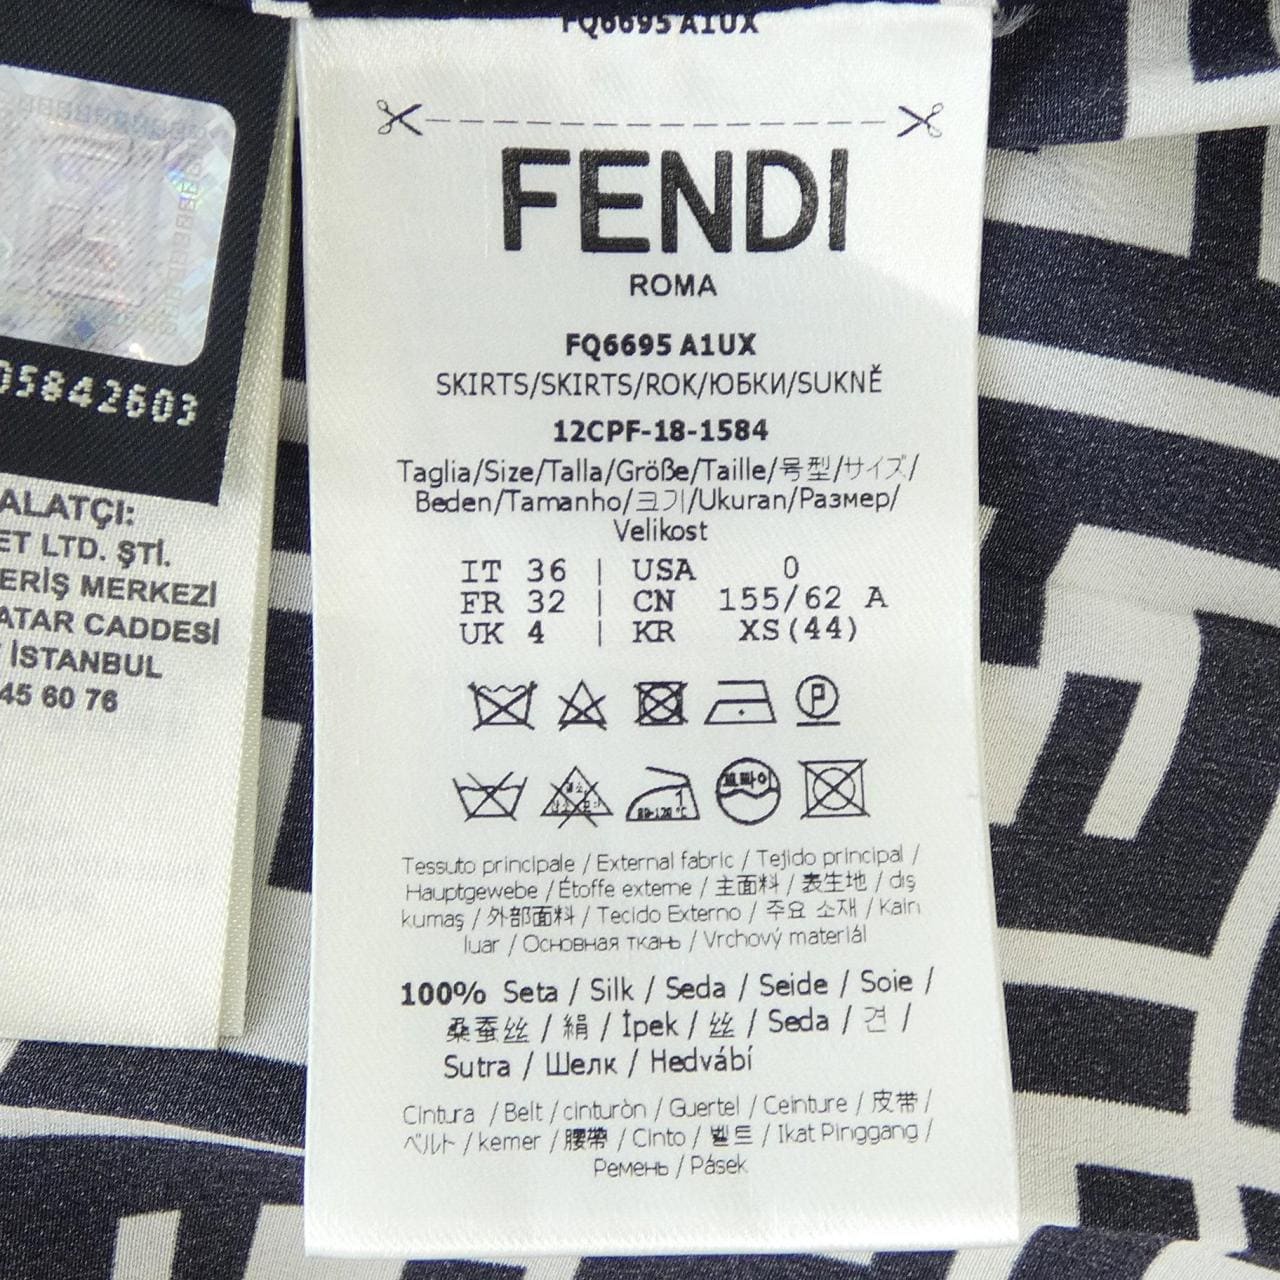 FQ6695 A1UX
FENDI
ROMA
FQ6695 A1UX
SKIRTS/SKIRTS/ROK/ЮБКИ/SUKNĚ
12CPF-18-1584
Taglia/Size/Talla/Größe/Taille/号型/サイズ/
Beden/Tamanho/크기/Ukuran/Размер/
Velikost
IT 36 | USA 0
FR 32 | CN 155/62 A
UK 4 | KR XS(44)
P
드라이
80-120°C
Tessuto principale / External fabric / Tejido principal /
Hauptgewebe / Étoffe externe / 主面料 / 表生地 / dış
kumaş / 外部面料 / Tecido Externo / 주요 소재 / Kain
luar / Основная ткань / Vrchový materiál
100% Seta / Silk / Seda / Seide / Soie /
桑蚕丝 / 絹 / İpek / 丝 / Seda / 견 /
Sutra / Шелк / Hedvábí
Cintura / Belt / cinturòn / Guertel / Ceinture / 皮帯 /
ベルト / kemer / 腰帶 / Cinto / 벨트 / Ikat Pinggang /
Ремень / Pásek
05842603
ALATÇI:
ET LTD. ŞTİ.
ERİŞ MERKEZİ
ATAR CADDESİ
İSTANBUL
45 60 76